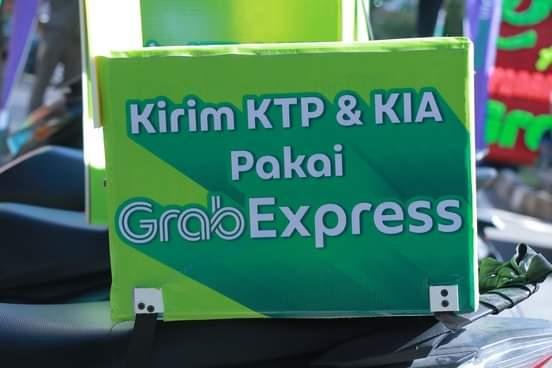 Kirim KTP & KIA
Pakai
GrabExpress